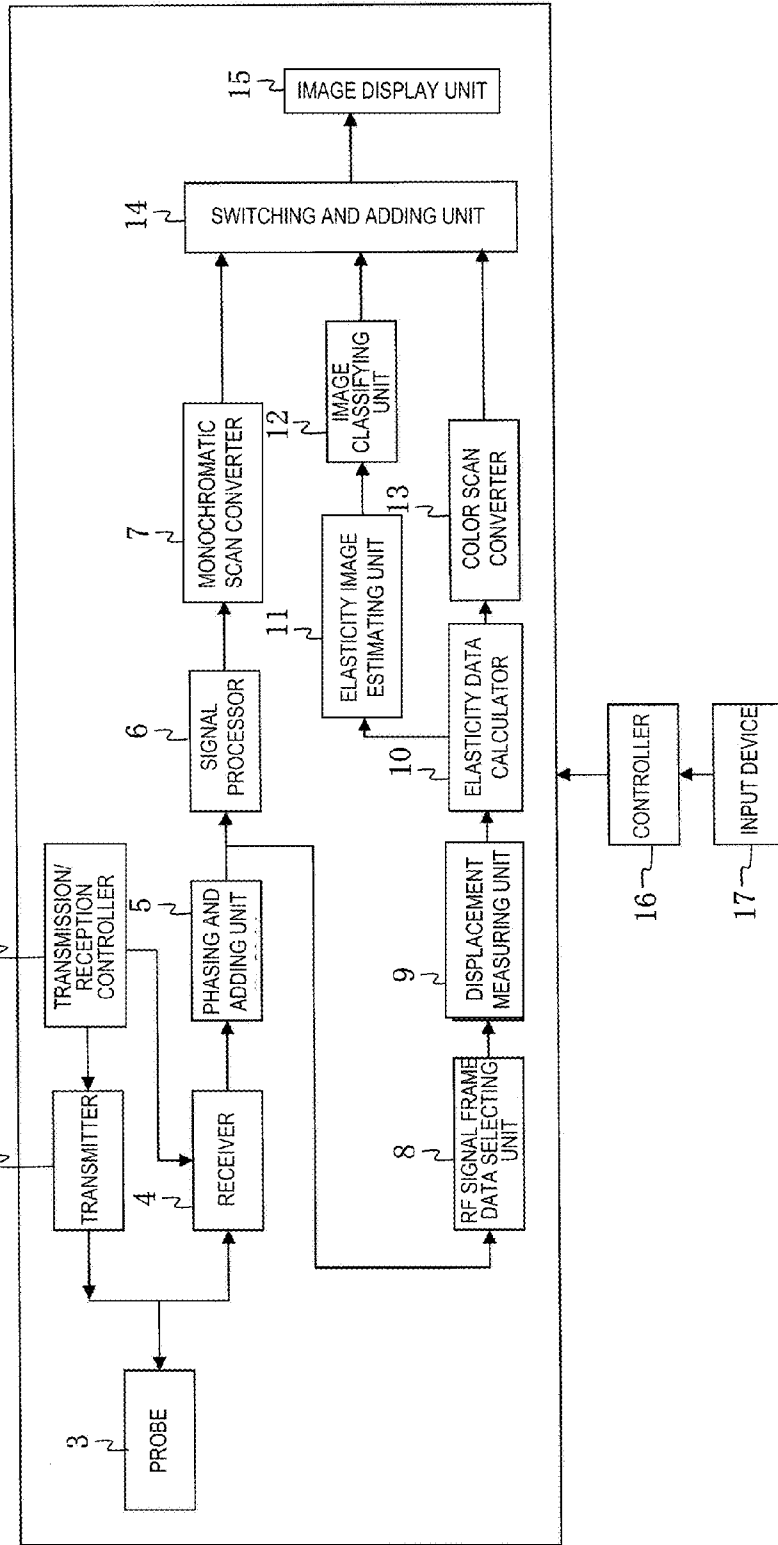 TRANSMITTER
TRANSMISSION/
RECEPTION
CONTROLLER
3
PROBE
4
RECEIVER
5
PHASING AND
ADDING UNIT
6
SIGNAL
PROCESSOR
7
MONOCHROMATIC
SCAN CONVERTER
8
RF SIGNAL FRAME
DATA SELECTING
UNIT
9
DISPLACEMENT
MEASURING UNIT
10
ELASTICITY DATA
CALCULATOR
11
ELASTICITY IMAGE
ESTIMATING UNIT
12
IMAGE
CLASSIFYING
UNIT
13
COLOR SCAN
CONVERTER
14
SWITCHING AND ADDING UNIT
15
IMAGE DISPLAY UNIT
16
CONTROLLER
17
INPUT DEVICE